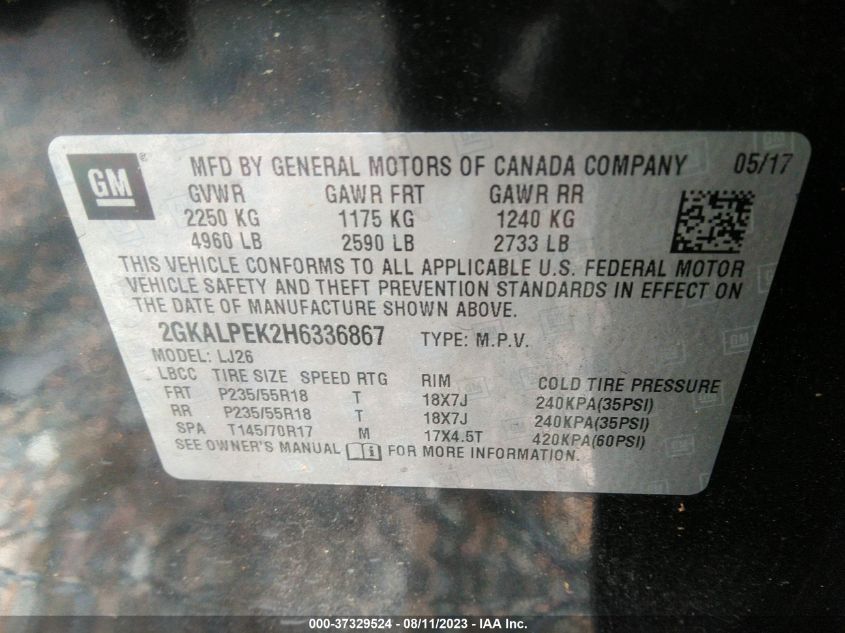 GM ® MFD BY GENERAL MOTORS OF CANADA COMPANY 05/17
GVWR GAWR FRT GAWR RR
2250 KG 1175 KG 1240 KG
4960 LB 2590 LB 2733 LB
THIS VEHICLE CONFORMS TO ALL APPLICABLE U.S. FEDERAL MOTOR
VEHICLE SAFETY AND THEFT PREVENTION STANDARDS IN EFFECT ON
THE DATE OF MANUFACTURE SHOWN ABOVE.
2GKALPEK2H6336867 TYPE: M.P.V.
MODEL: LJ26
LBCC TIRE SIZE SPEED RTG RIM COLD TIRE PRESSURE
FRT P235/55R18 T 18X7J 240KPA(35PSI)
RR P235/55R18 T 18X7J 240KPA(35PSI)
SPA T145/70R17 M 17X4.5T 420KPA(60PSI)
SEE OWNER'S MANUAL i FOR MORE INFORMATION.
000-37329524 - 08/11/2023 - IAA Inc.